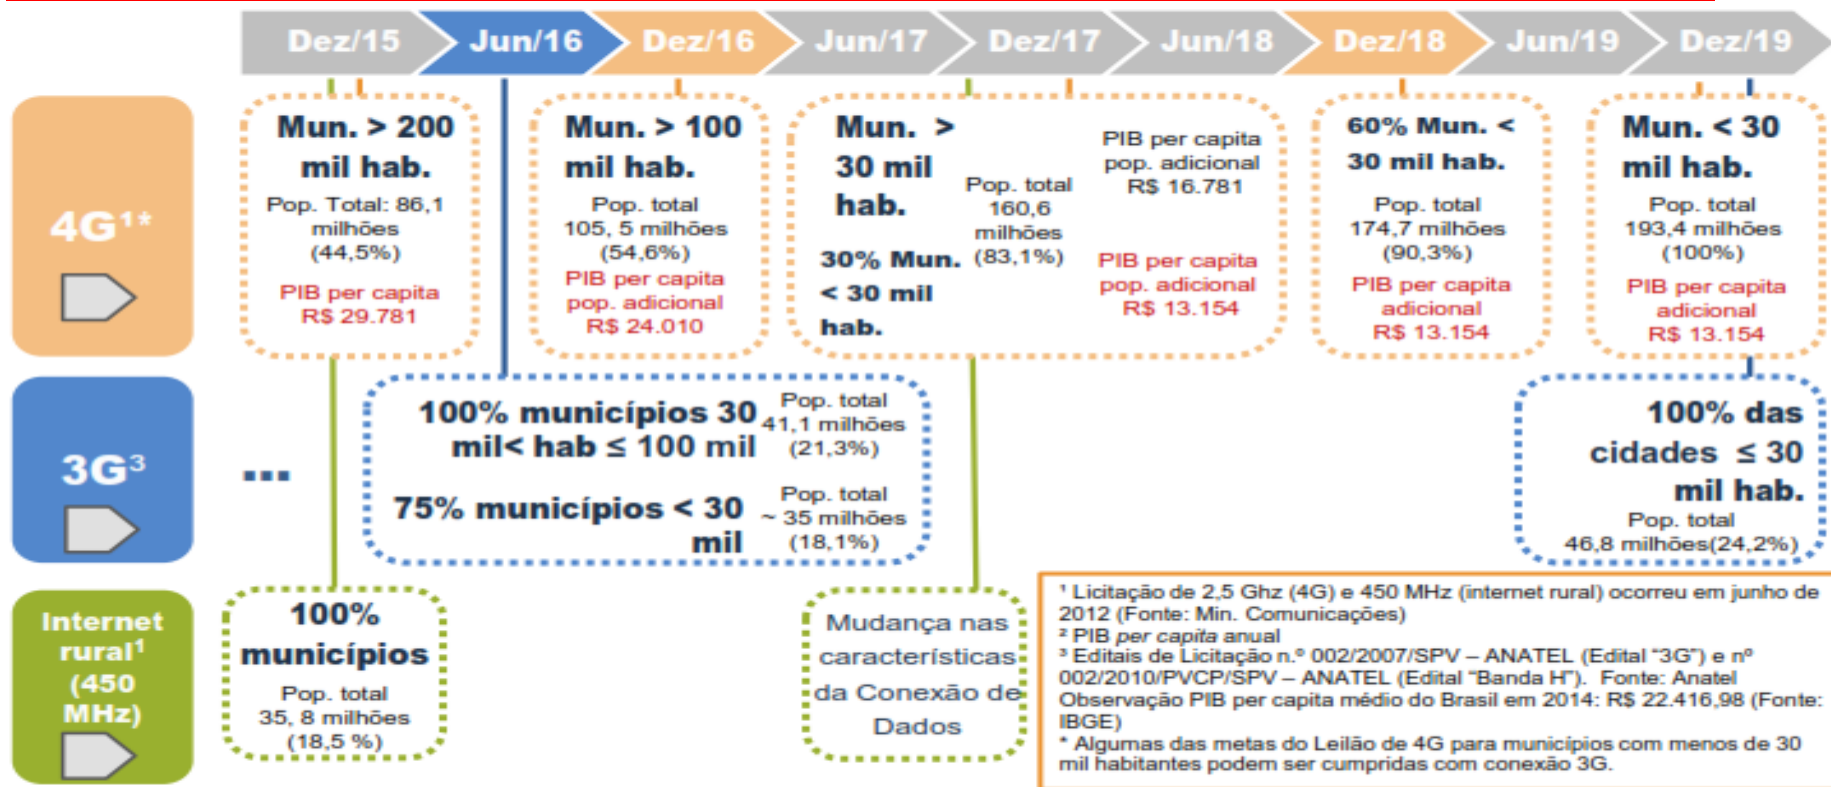 Dez/15
Jun/16
Dez/16
Jun/17
Dez/17
Jun/18
Dez/18
Jun/19
Dez/19
4G¹*
Mun. > 200
mil hab.
Pop. Total: 86,1
milhões
(44,5%)
PIB per capita
R$ 29.781
Mun. > 100
mil hab.
Pop. total
105, 5 milhões
(54,6%)
PIB per capita
pop. adicional
R$ 24.010
Mun. >
30 mil
hab.
30% Mun.
< 30 mil
hab.
Pop. total
160,6
milhões
(83,1%)
PIB per capita
pop. adicional
R$ 16.781
PIB per capita
pop. adicional
R$ 13.154
60% Mun. <
30 mil hab.
Pop. total
174,7 milhões
(90,3%)
PIB per capita
adicional
R$ 13.154
Mun. < 30
mil hab.
Pop. total
193,4 milhões
(100%)
PIB per capita
adicional
R$ 13.154
3G³
...
100% municípios 30
mil< hab ≤ 100 mil
Pop. total
41,1 milhões
(21,3%)
75% municípios < 30
mil
Pop. total
~ 35 milhões
(18,1%)
100% das
cidades ≤ 30
mil hab.
Pop. total
46,8 milhões(24,2%)
Internet
rural¹
(450
MHz)
100%
municípios
Pop. total
35, 8 milhões
(18,5 %)
Mudança nas
características
da Conexão de
Dados
¹ Licitação de 2,5 Ghz (4G) e 450 MHz (internet rural) ocorreu em junho de
2012 (Fonte: Min. Comunicações)
² PIB per capita anual
³ Editais de Licitação n.º 002/2007/SPV – ANATEL (Edital “3G”) e nº
002/2010/PVCP/SPV – ANATEL (Edital “Banda H”). Fonte: Anatel
Observação PIB per capita médio do Brasil em 2014: R$ 22.416,98 (Fonte:
IBGE)
* Algumas das metas do Leilão de 4G para municípios com menos de 30
mil habitantes podem ser cumpridas com conexão 3G.